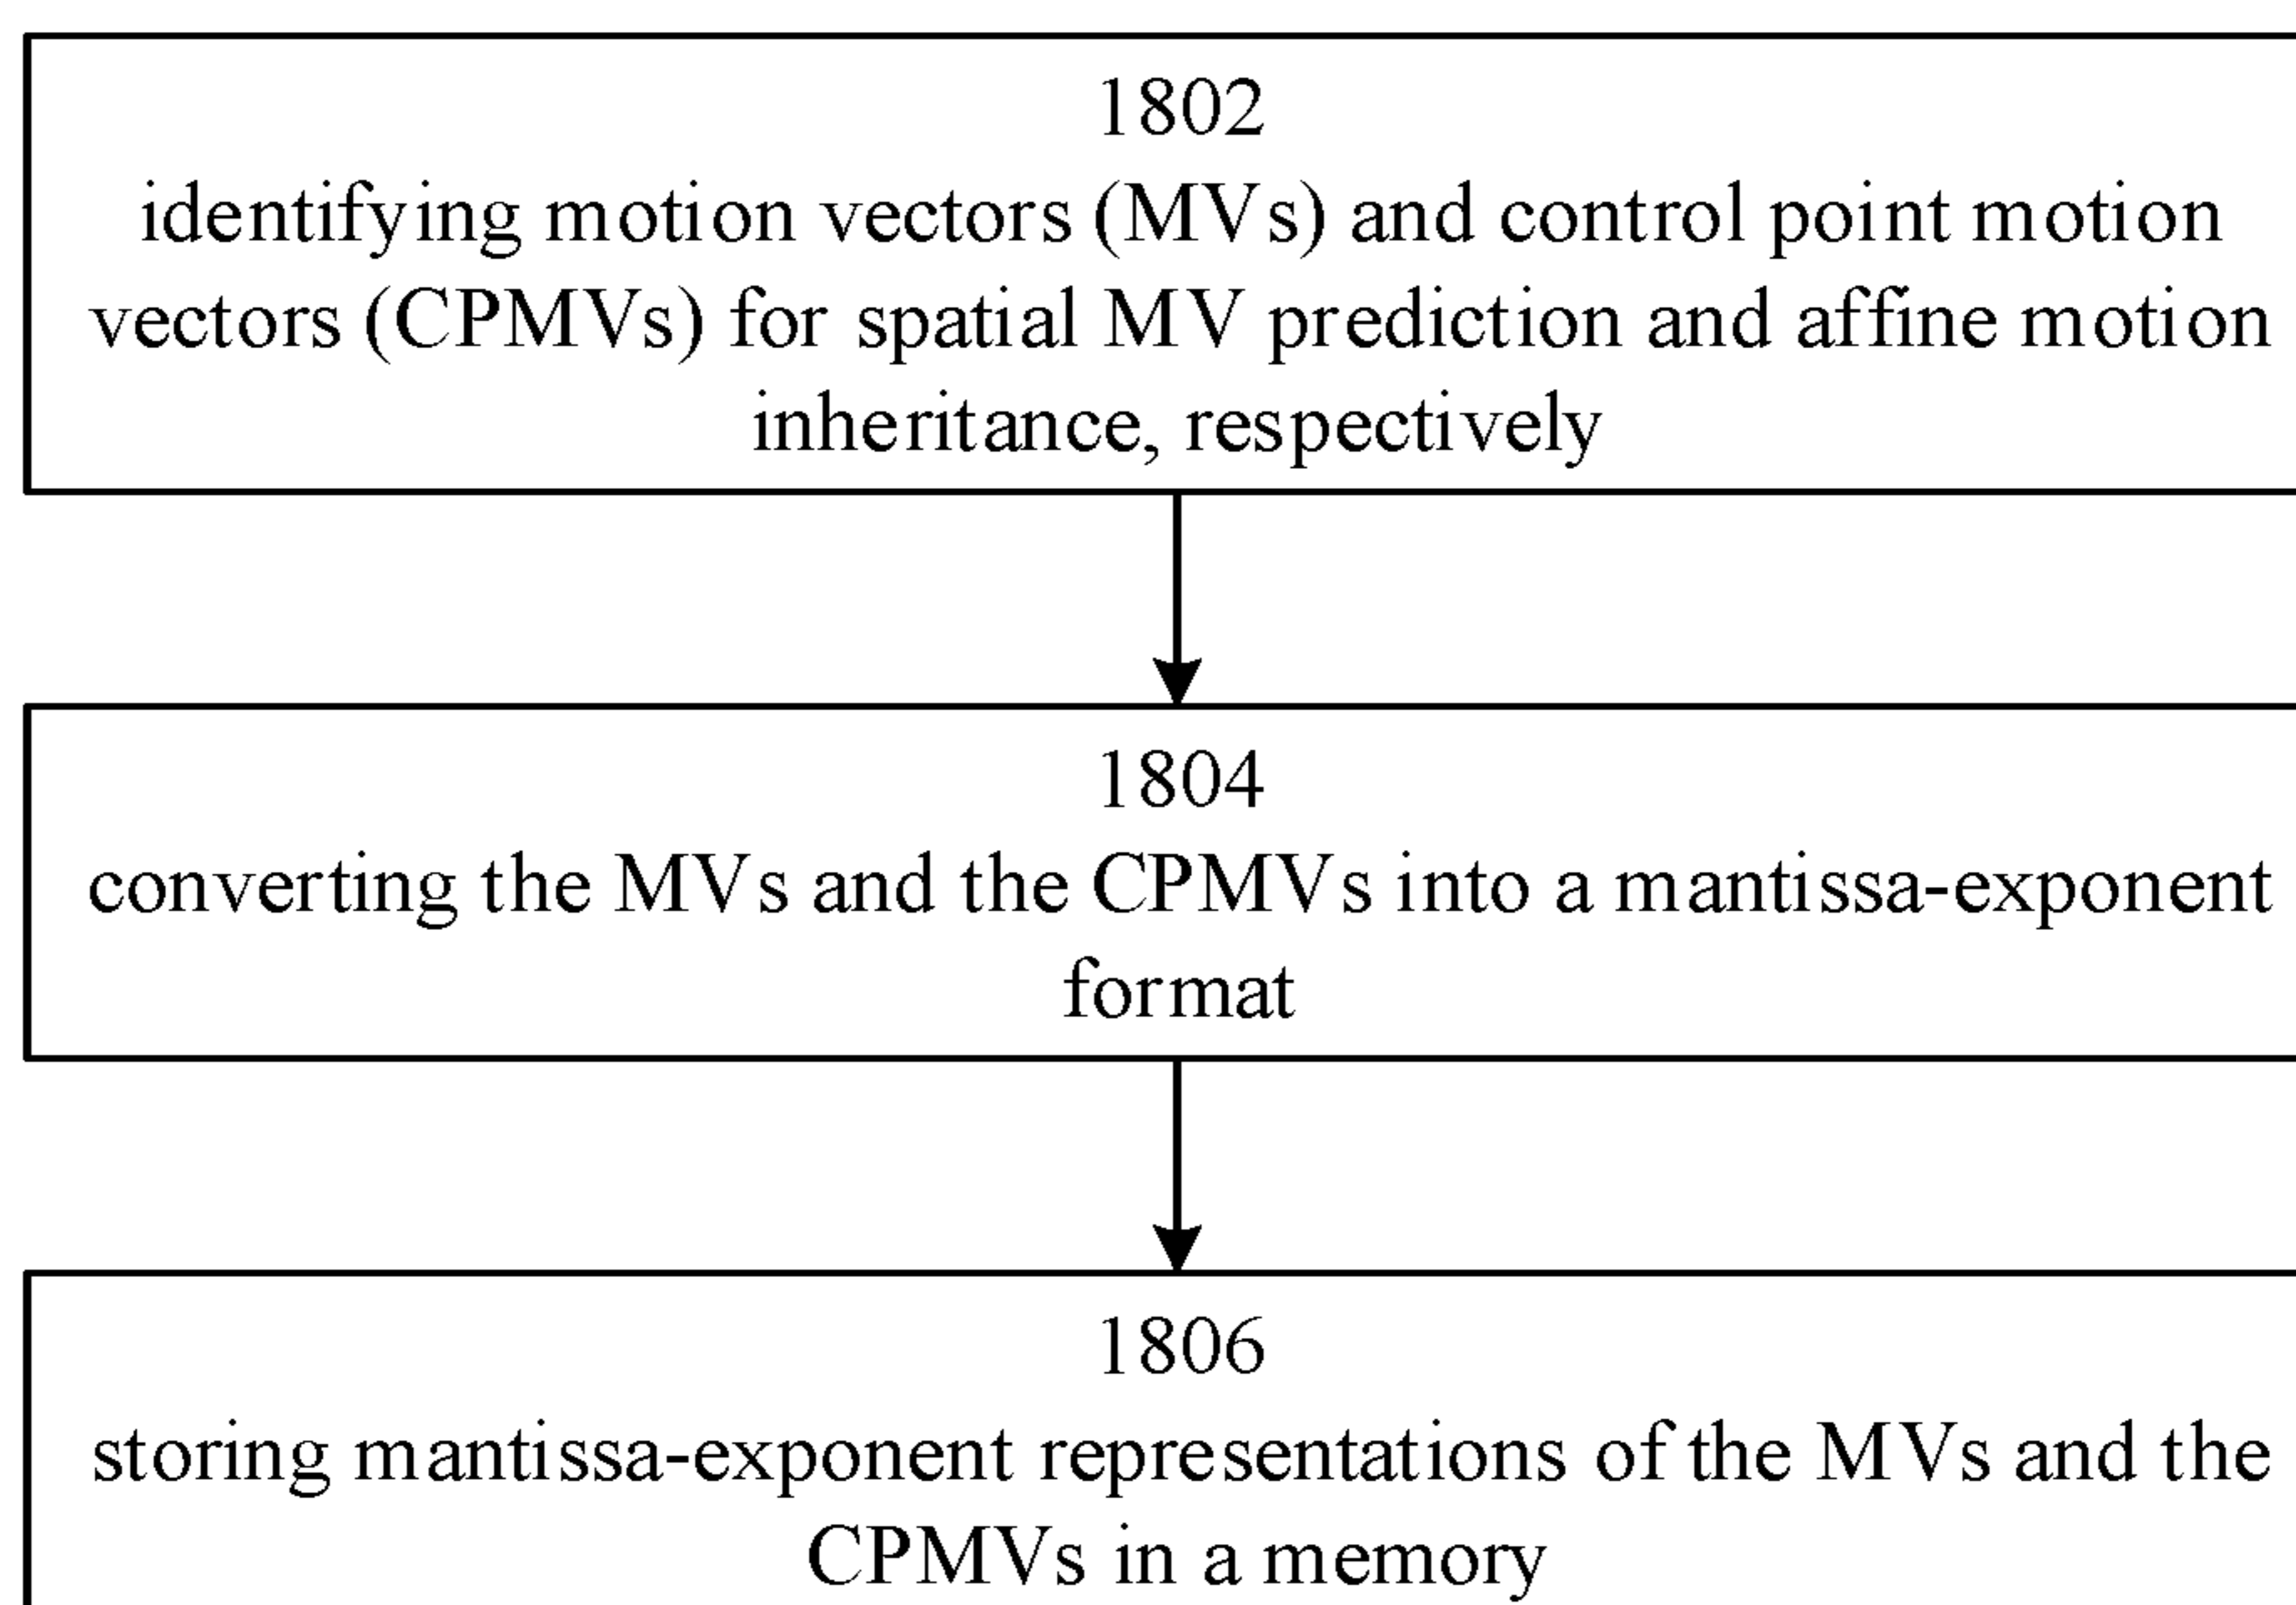 1802
identifying motion vectors (MVs) and control point motion
vectors (CPMVs) for spatial MV prediction and affine motion
inheritance, respectively
1804
converting the MVs and the CPMVs into a mantissa-exponent
format
1806
storing mantissa-exponent representations of the MVs and the
CPMVs in a memory